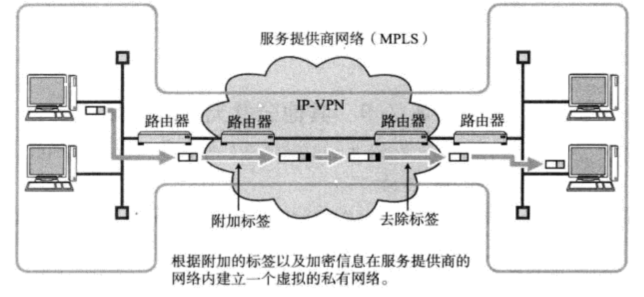 服务提供商网络（MPLS）
IP-VPN
路由器
路由器
路由器
路由器
附加标签
去除标签
根据附加的标签以及加密信息在服务提供商的
网络内建立一个虚拟的私有网络。